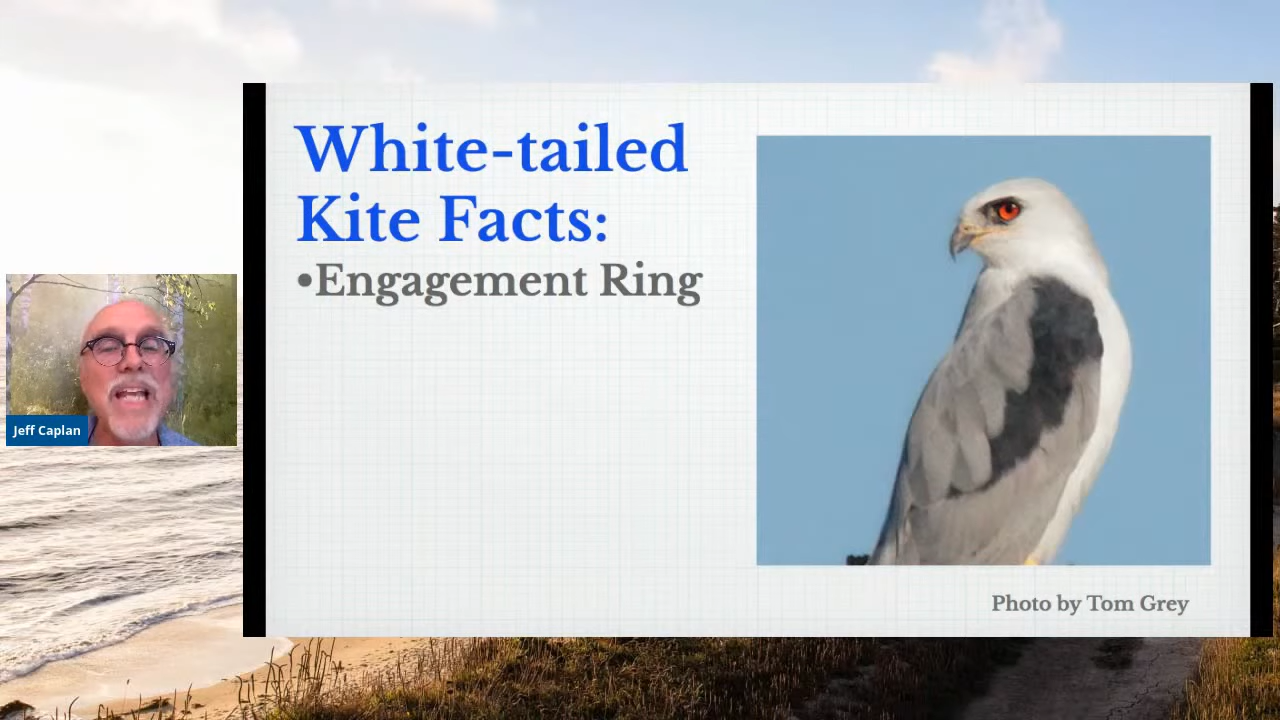 White-tailed
Kite Facts:
•Engagement Ring
Jeff Caplan
Photo by Tom Grey